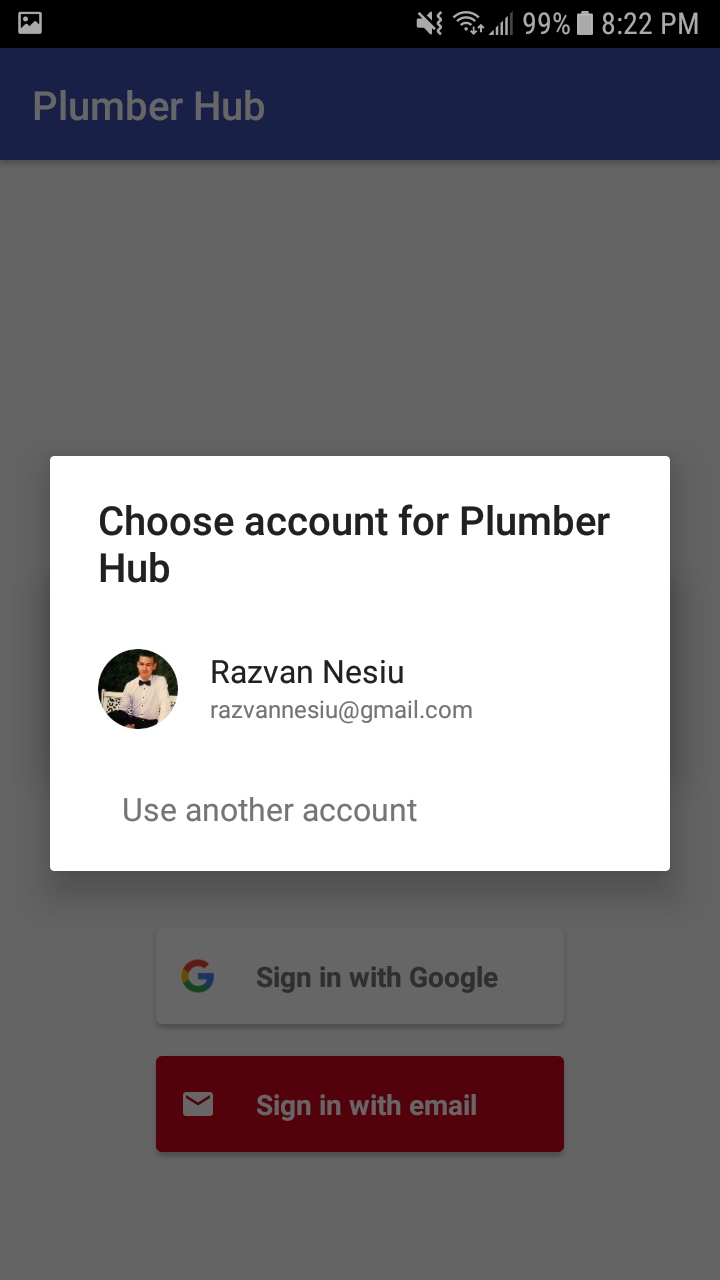 99% 8:22 PM
Plumber Hub
Choose account for Plumber
Hub
Razvan Nesiu
razvannesiu@gmail.com
Use another account
Sign in with Google
Sign in with email